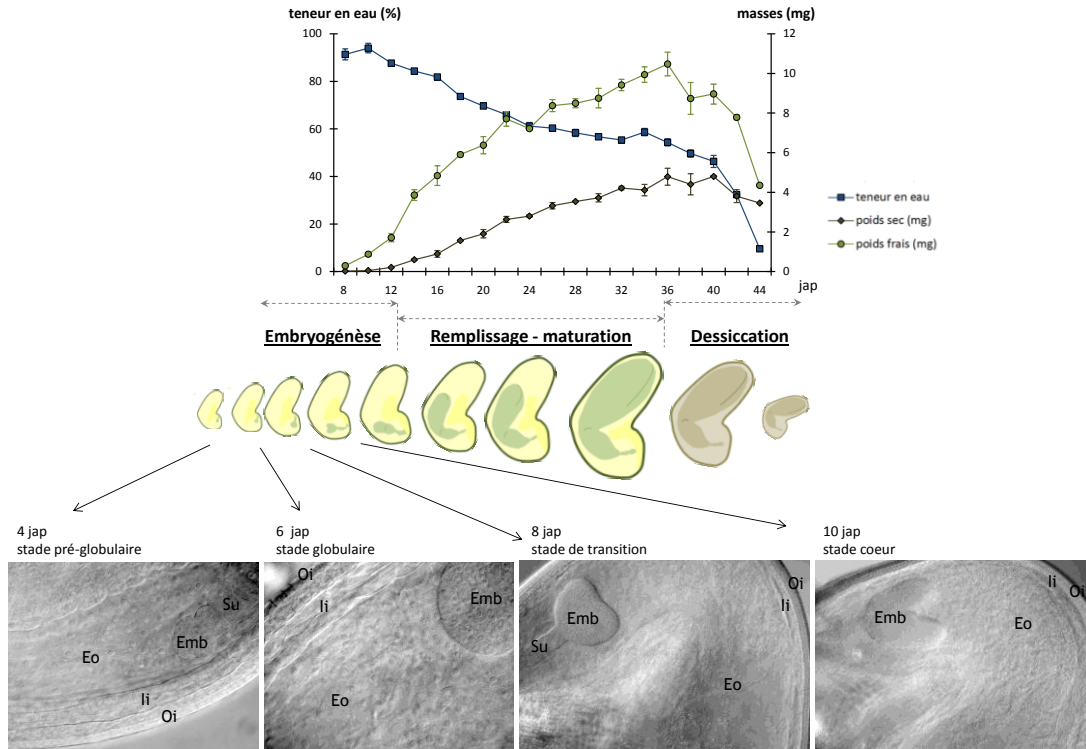 teneur en eau (%)
masses (mg)
100
80
60
40
20
0
12
10
8
6
4
2
0
8 12 16 20 24 28 32 36 40 44 jap
teneur en eau
poids sec (mg)
poids frais (mg)
Embryogénèse
Remplissage - maturation
Dessiccation
4 jap
stade pré-globulaire
6 jap
stade globulaire
8 jap
stade de transition
10 jap
stade coeur
Su
Emb
Eo
Ii
Oi
Oi
Ii
Emb
Eo
Oi
Ii
Emb
Su
Eo
Ii
Oi
Emb
Eo